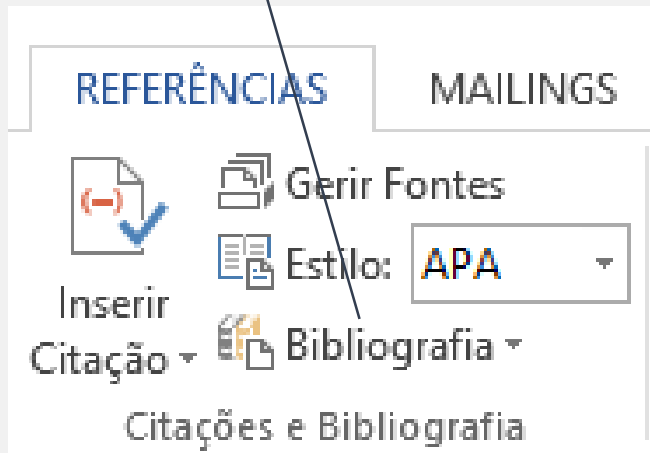 REFERÊNCIAS MAILINGS
Gerir Fontes
Estilo: APA
Inserir
Citação
Bibliografia
Citações e Bibliografia